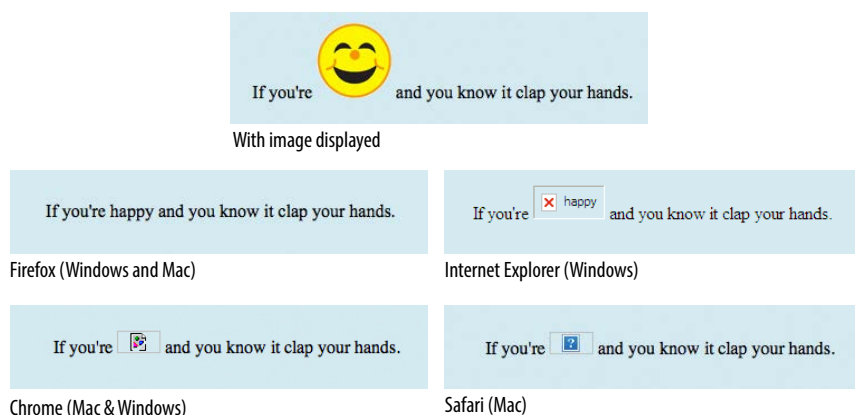 If you're and you know it clap your hands.
With image displayed
If you're happy and you know it clap your hands.
Firefox (Windows and Mac)
If you're happy and you know it clap your hands.
Internet Explorer (Windows)
If you're and you know it clap your hands.
Chrome (Mac & Windows)
If you're ? and you know it clap your hands.
Safari (Mac)